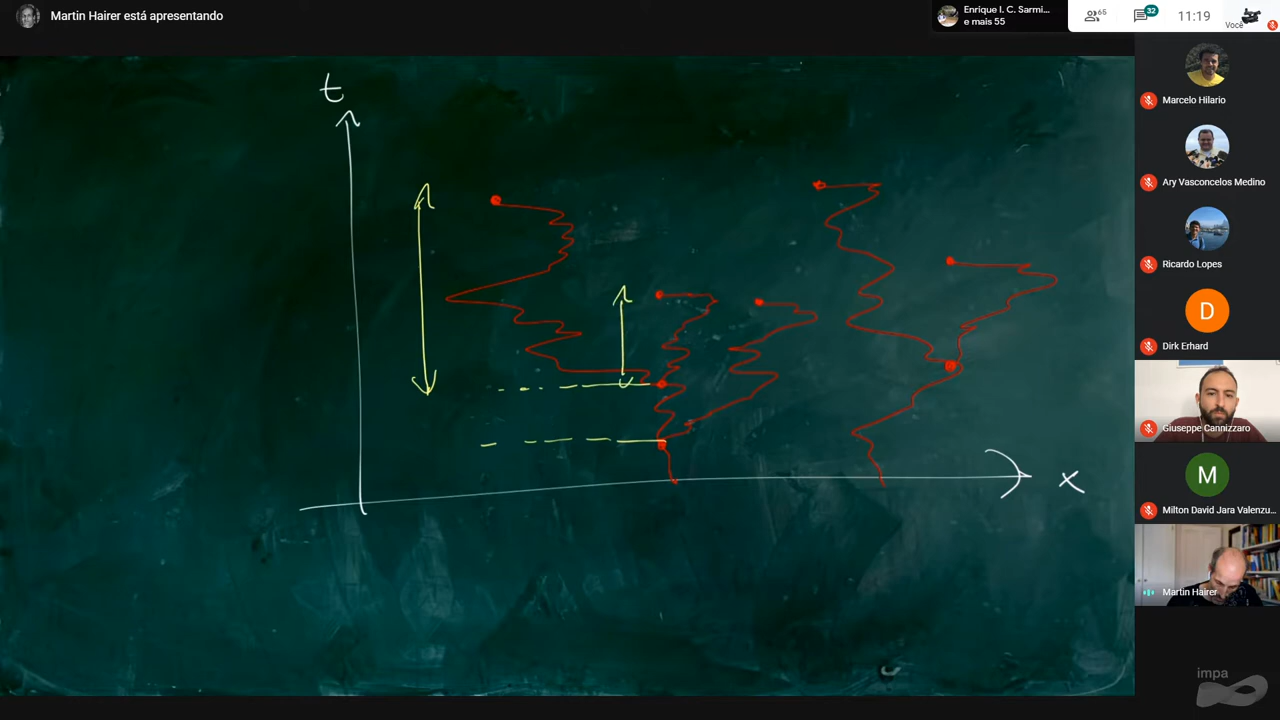 Martin Hairer está apresentando
Enrique I. C. Sarmi...
e mais 55
65
32
11:19
Você
t
x
Marcelo Hilario
Ary Vasconcelos Medino
Ricardo Lopes
D
Dirk Erhard
Giuseppe Cannizzaro
M
Milton David Jara Valenzu...
Martin Hairer
impa